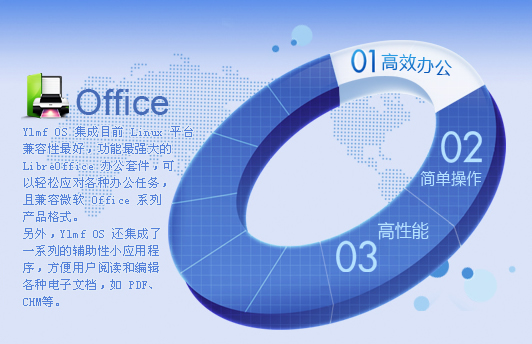 Office
Ylmf OS 集成目前 Linux 平台
兼容性最好，功能最强大的
LibreOffice 办公套件，可
以轻松应对各种办公任务，
且兼容微软 Office 系列
产品格式。
另外，Ylmf OS 还集成了
一系列的辅助性小应用程
序，方便用户阅读和编辑
各种电子文档，如 PDF、
CHM等。
01 高效办公
02
简单操作
高性能
03